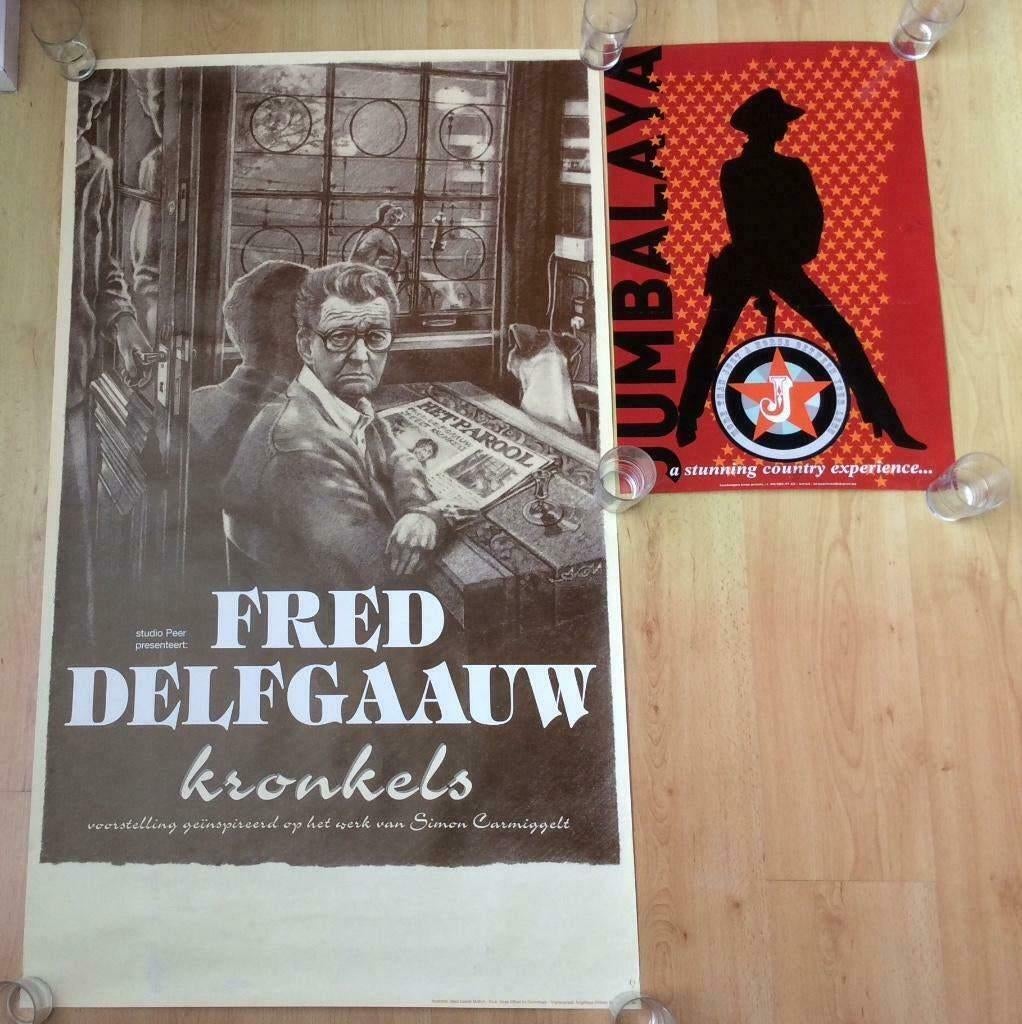 HET PAROOL
studio Peer
presenteert:
FRED
DELFGAAUW
kronkels
voorstelling geïnspireerd op het werk van Simon Carmiggelt
JUMBALAYA
J
a stunning country experience...